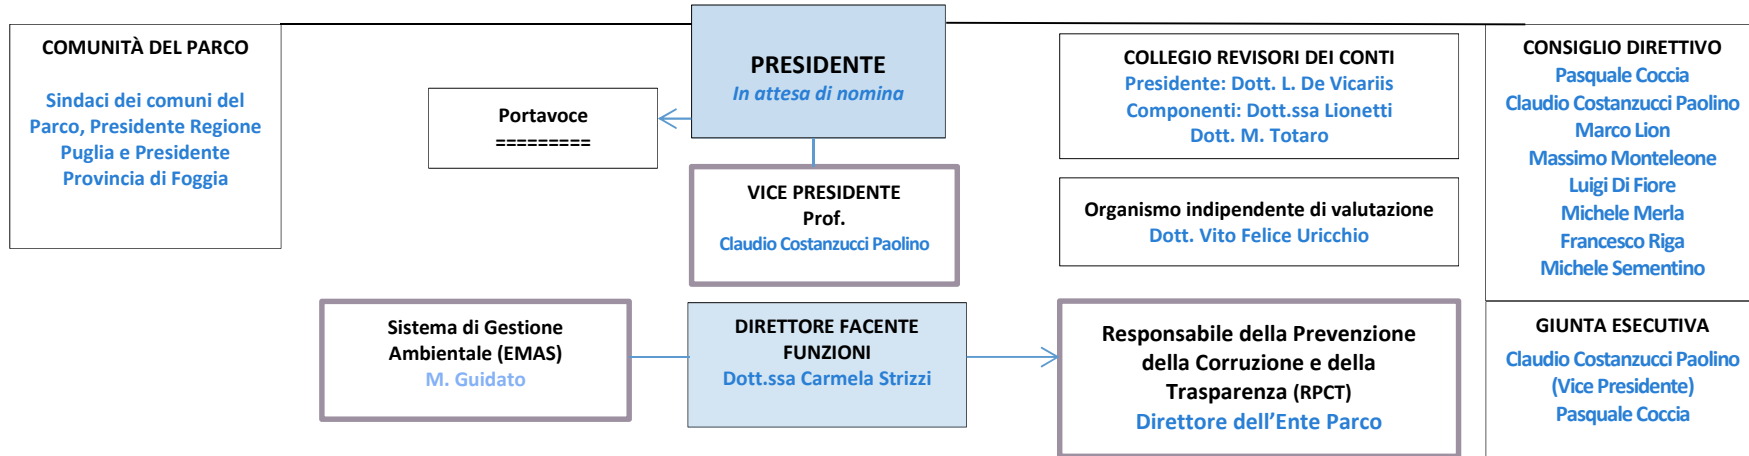 COMUNITÀ DEL PARCO
Sindaci dei comuni del
Parco, Presidente Regione
Puglia e Presidente
Provincia di Foggia
Portavoce
=========
PRESIDENTE
In attesa di nomina
VICE PRESIDENTE
Prof.
Claudio Costanzucci Paolino
COLLEGIO REVISORI DEI CONTI
Presidente: Dott. L. De Vicariis
Componenti: Dott.ssa Lionetti
Dott. M. Totaro
Organismo indipendente di valutazione
Dott. Vito Felice Uricchio
CONSIGLIO DIRETTIVO
Pasquale Coccia
Claudio Costanzucci Paolino
Marco Lion
Massimo Monteleone
Luigi Di Fiore
Michele Merla
Francesco Riga
Michele Sementino
Sistema di Gestione
Ambientale (EMAS)
M. Guidato
DIRETTORE FACENTE
FUNZIONI
Dott.ssa Carmela Strizzi
Responsabile della Prevenzione
della Corruzione e della
Trasparenza (RPCT)
Direttore dell’Ente Parco
GIUNTA ESECUTIVA
Claudio Costanzucci Paolino
(Vice Presidente)
Pasquale Coccia